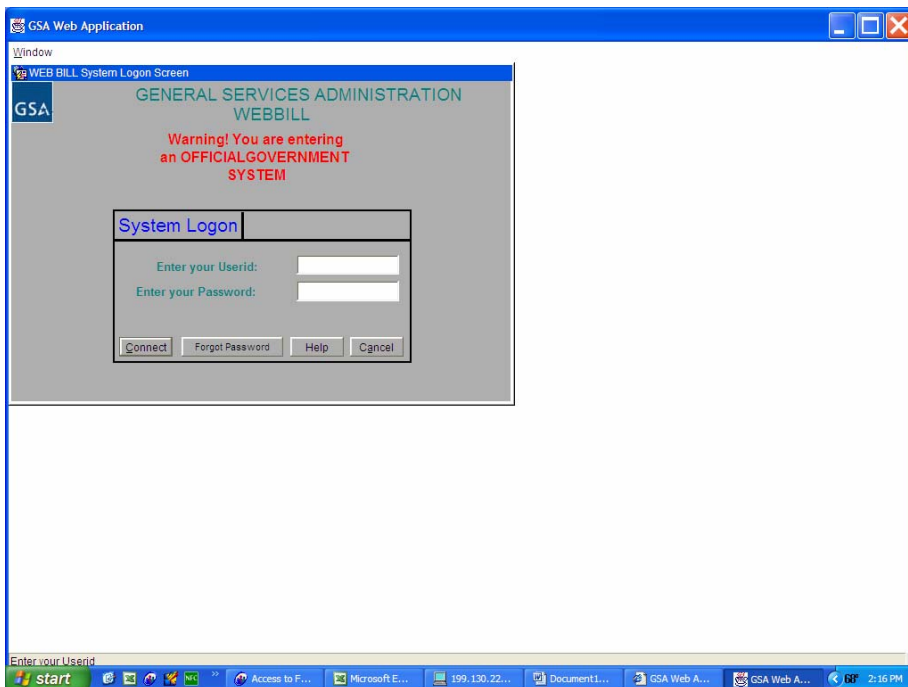 GSA Web Application
Window
WEB BILL System Logon Screen
GSA
GENERAL SERVICES ADMINISTRATION
WEBBILL
Warning! You are entering
an OFFICIALGOVERNMENT
SYSTEM
System Logon
Enter your Userid:
Enter your Password:
Connect Forgot Password Help Cancel
Enter your Userid
start NFC » Access to F... Microsoft E... 199.130.22... Document1... GSA Web A... GSA Web A... 68° 2:16 PM